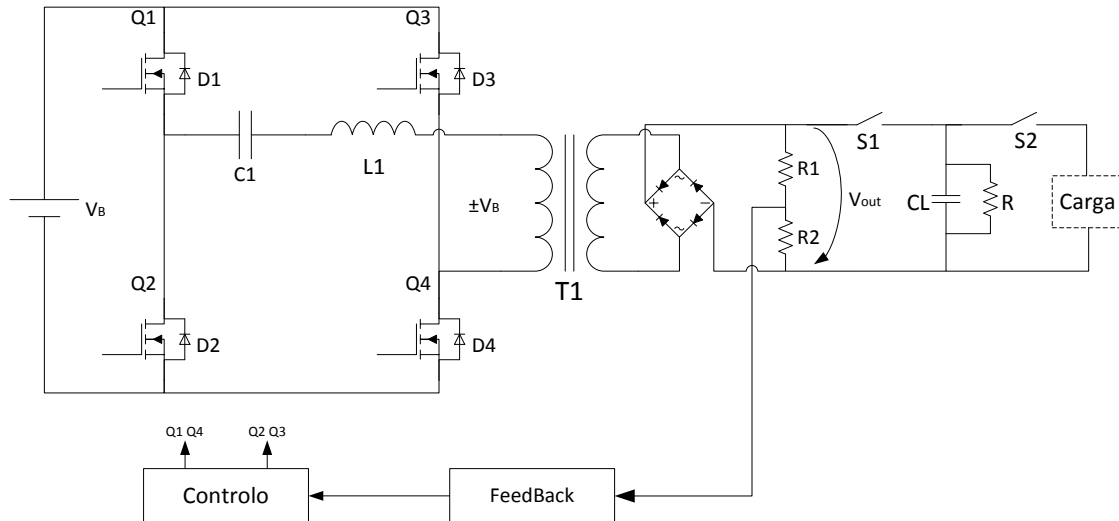 Q1
Q3
D1
D3
S1
S2
C1
L1
R1
Vout
CL
R
Carga
VB
±VB
R2
Q2
Q4
T1
D2
D4
Q1 Q4
Q2 Q3
Controlo
FeedBack
+
~
-
~